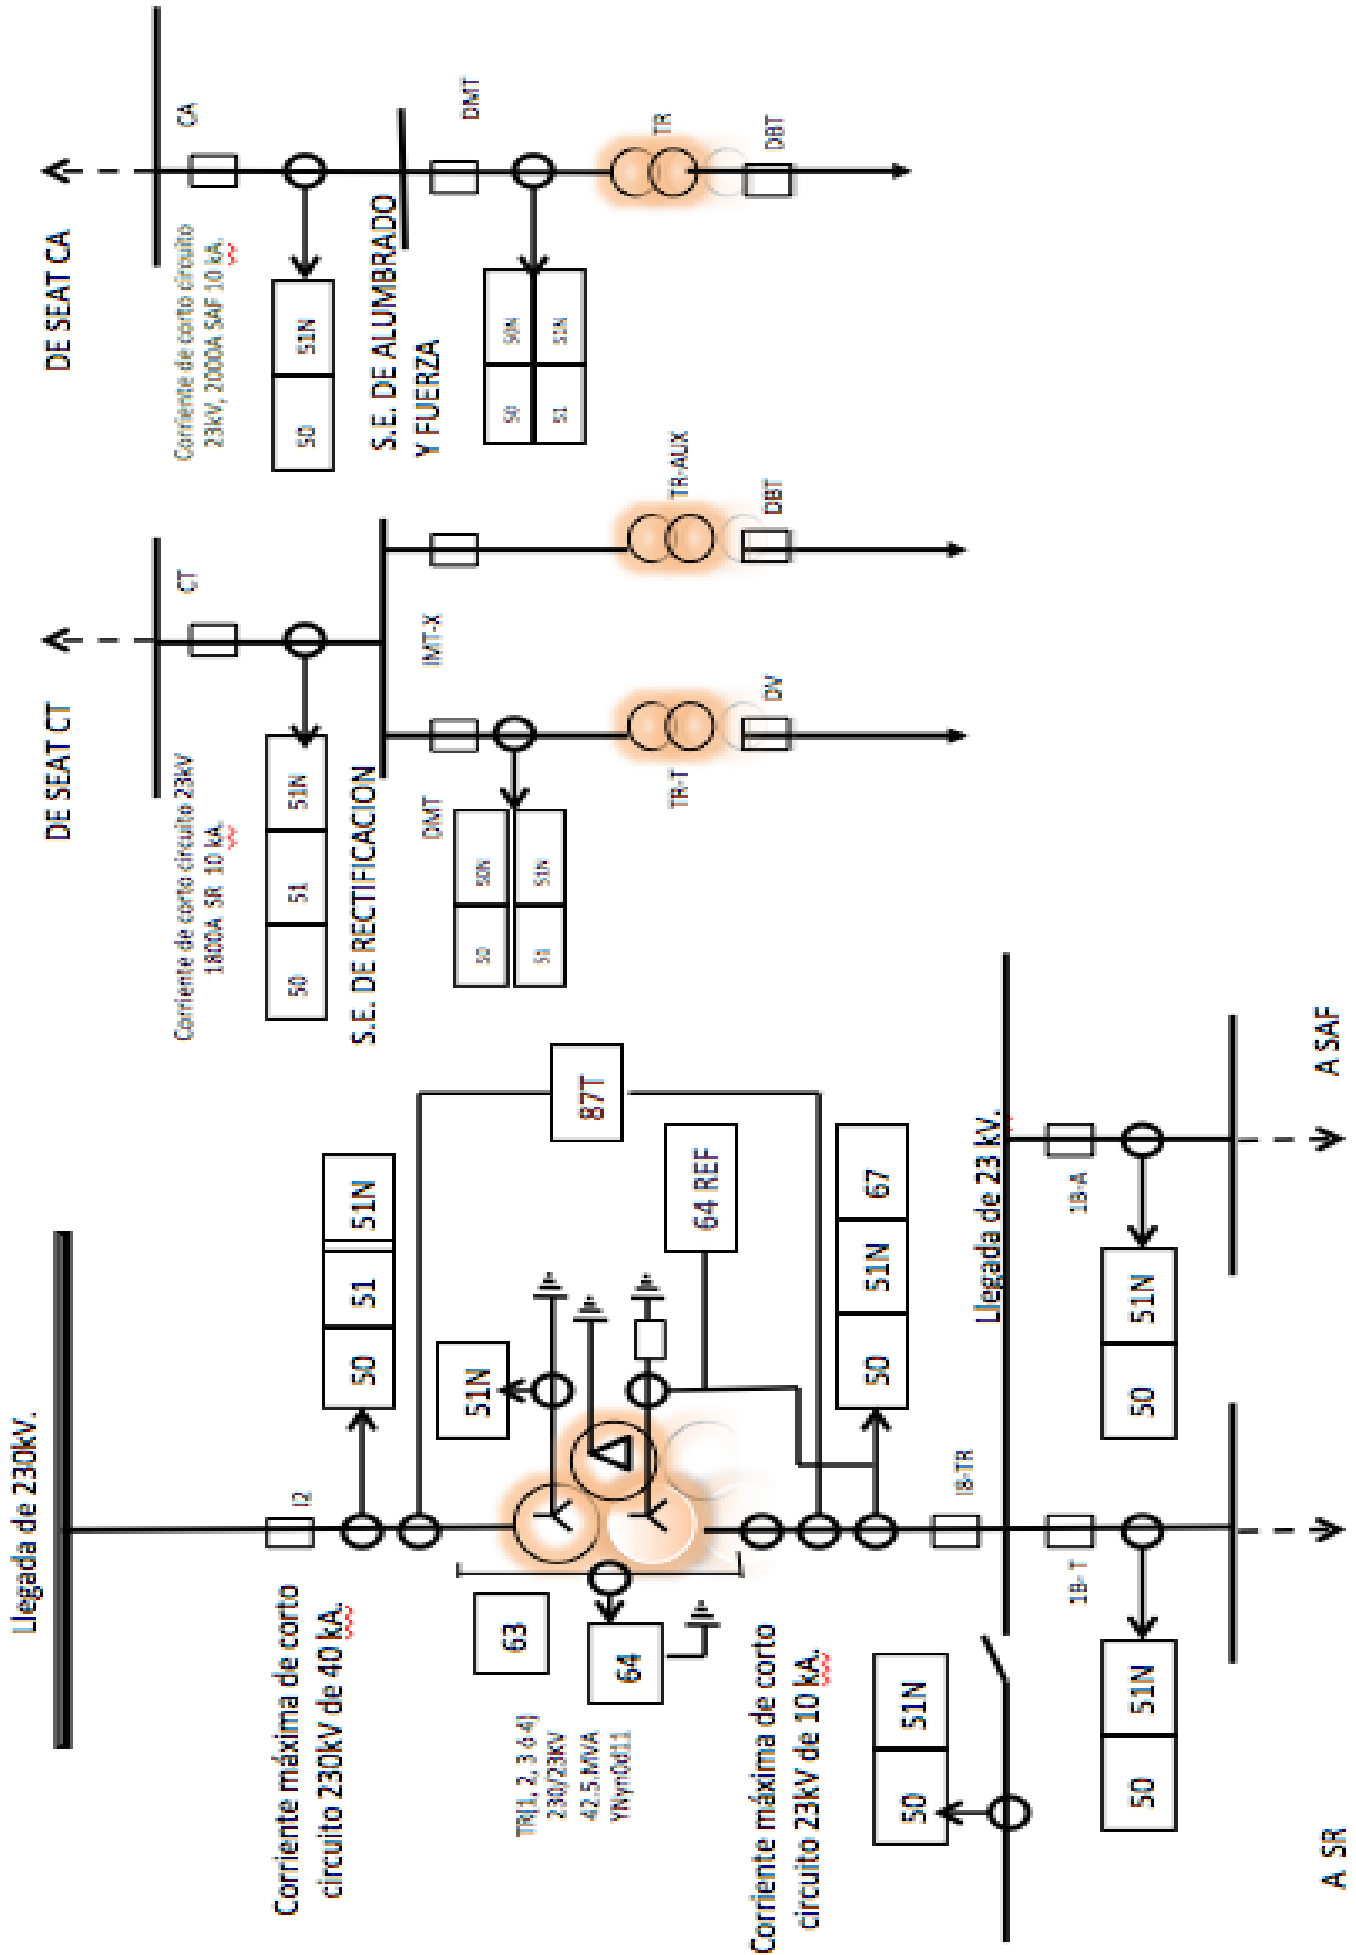 Llegada de 230kV.
Corriente máxima de corto
circuito 230kV de 40 kA.
I2
50
51
51N
51N
87T
64 REF
63
64
TR(1, 2, 3 ó 4)
230/23KV
42.5 MVA
YNyn0d11
Corriente máxima de corto
circuito 23kV de 10 kA.
50
51N
67
IB-TR
Llegada de 23 kV.
50
51N
1B-T
50
51N
1B-A
50
51N
A SR
A SAF
DE SEAT CT
Corriente de corto circuito 23kV
1800A SR 10 kA.
CT
50
51
51N
S.E. DE RECTIFICACION
DMT
IMT-X
50
50N
51
51N
TR-T
TR-AUX
DV
DBT
DE SEAT CA
Corriente de corto circuito
23kV, 2000A SAF 10 kA.
CA
50
51N
S.E. DE ALUMBRADO
Y FUERZA
DMT
50
50N
51
51N
TR
DBT